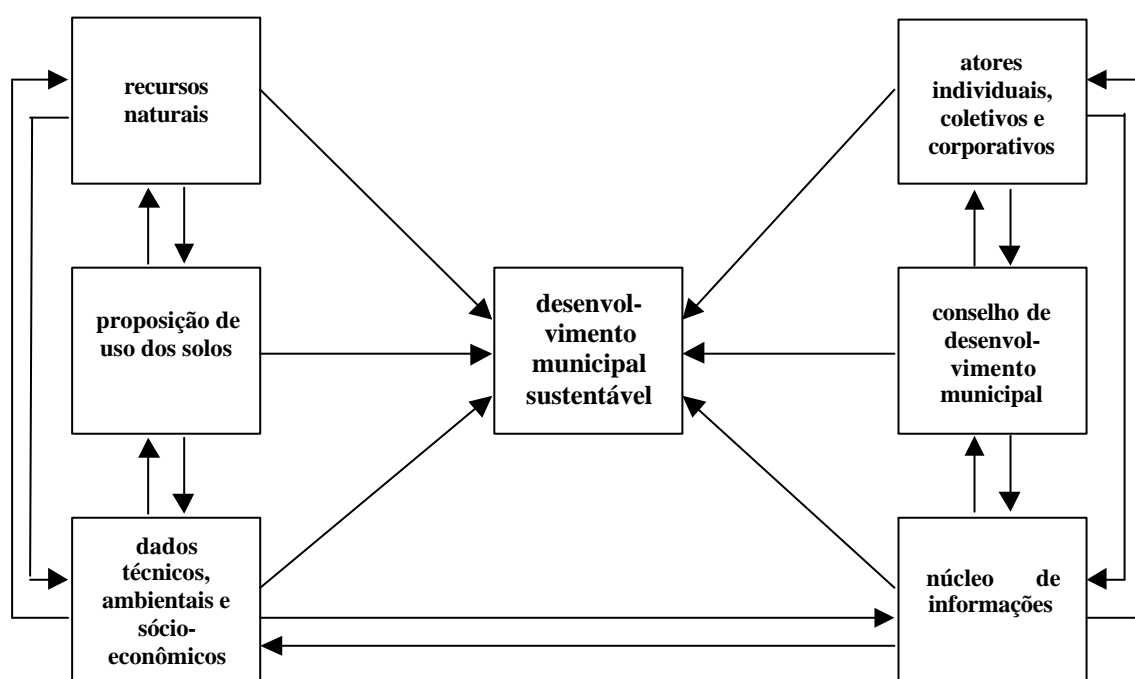 recursos
naturais
atores
individuais,
coletivos e
corporativos
proposição de
uso dos solos
desenvol-
vimento
municipal
sustentável
conselho de
desenvol-
vimento
municipal
dados
técnicos,
ambientais e
sócio-
econômicos
núcleo de
informações